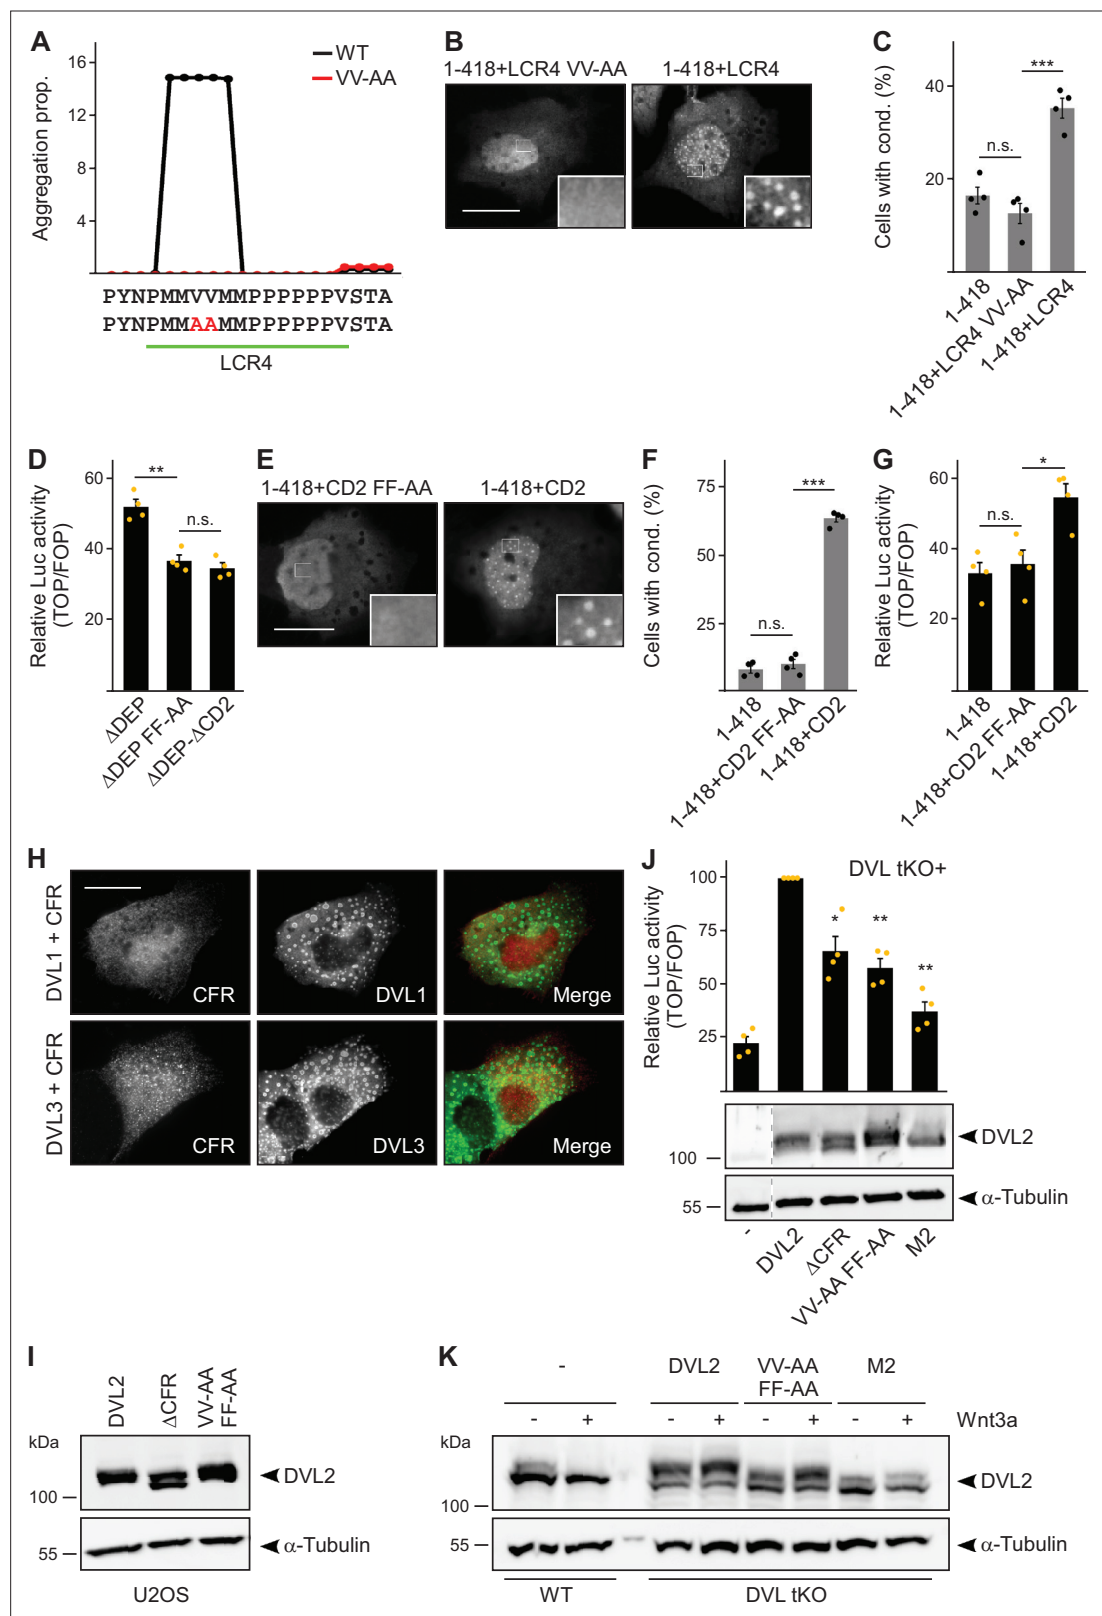 A
WT
VV-AA
Aggregation prop.
16
12
8
4
PYNPMMVVMMPPPPPPVSTA
PYNPMMAAMMPPPPPPVSTA
LCR4
B
1-418+LCR4 VV-AA
1-418+LCR4
C
Cells with cond. (%)
40
20
n.s.
***
1-418
1-418+LCR4 VV-AA
1-418+LCR4
D
Relative Luc activity
(TOP/FOP)
60
40
20
**
n.s.
ΔDEP
ΔDEP FF-AA
ΔDEP-ΔCD2
E
1-418+CD2 FF-AA
1-418+CD2
F
Cells with cond. (%)
75
50
25
***
n.s.
1-418
1-418+CD2 FF-AA
1-418+CD2
G
Relative Luc activity
(TOP/FOP)
60
40
20
*
n.s.
1-418
1-418+CD2 FF-AA
1-418+CD2
H
DVL1 + CFR
CFR
DVL1
Merge
DVL3 + CFR
CFR
DVL3
Merge
J
DVL tKO+
Relative Luc activity
(TOP/FOP)
100
75
50
25
*
**
**
100
DVL2
55
α-Tubulin
-
DVL2
ΔCFR
VV-AA FF-AA
M2
I
DVL2
ΔCFR
VV-AA
FF-AA
kDa
100
DVL2
55
α-Tubulin
U2OS
K
-
DVL2
VV-AA
FF-AA
M2
- + - + - + - +
Wnt3a
kDa
100
DVL2
55
α-Tubulin
WT
DVL tKO